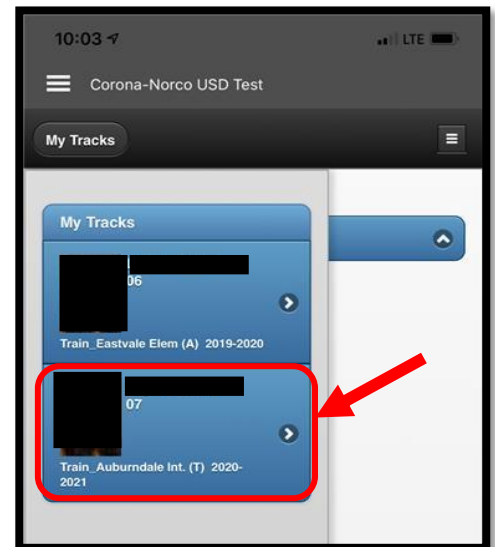 10:03
LTE
Corona-Norco USD Test
My Tracks
My Tracks
06
Train_Eastvale Elem (A) 2019-2020
07
Train_Auburndale Int. (T) 2020-
2021